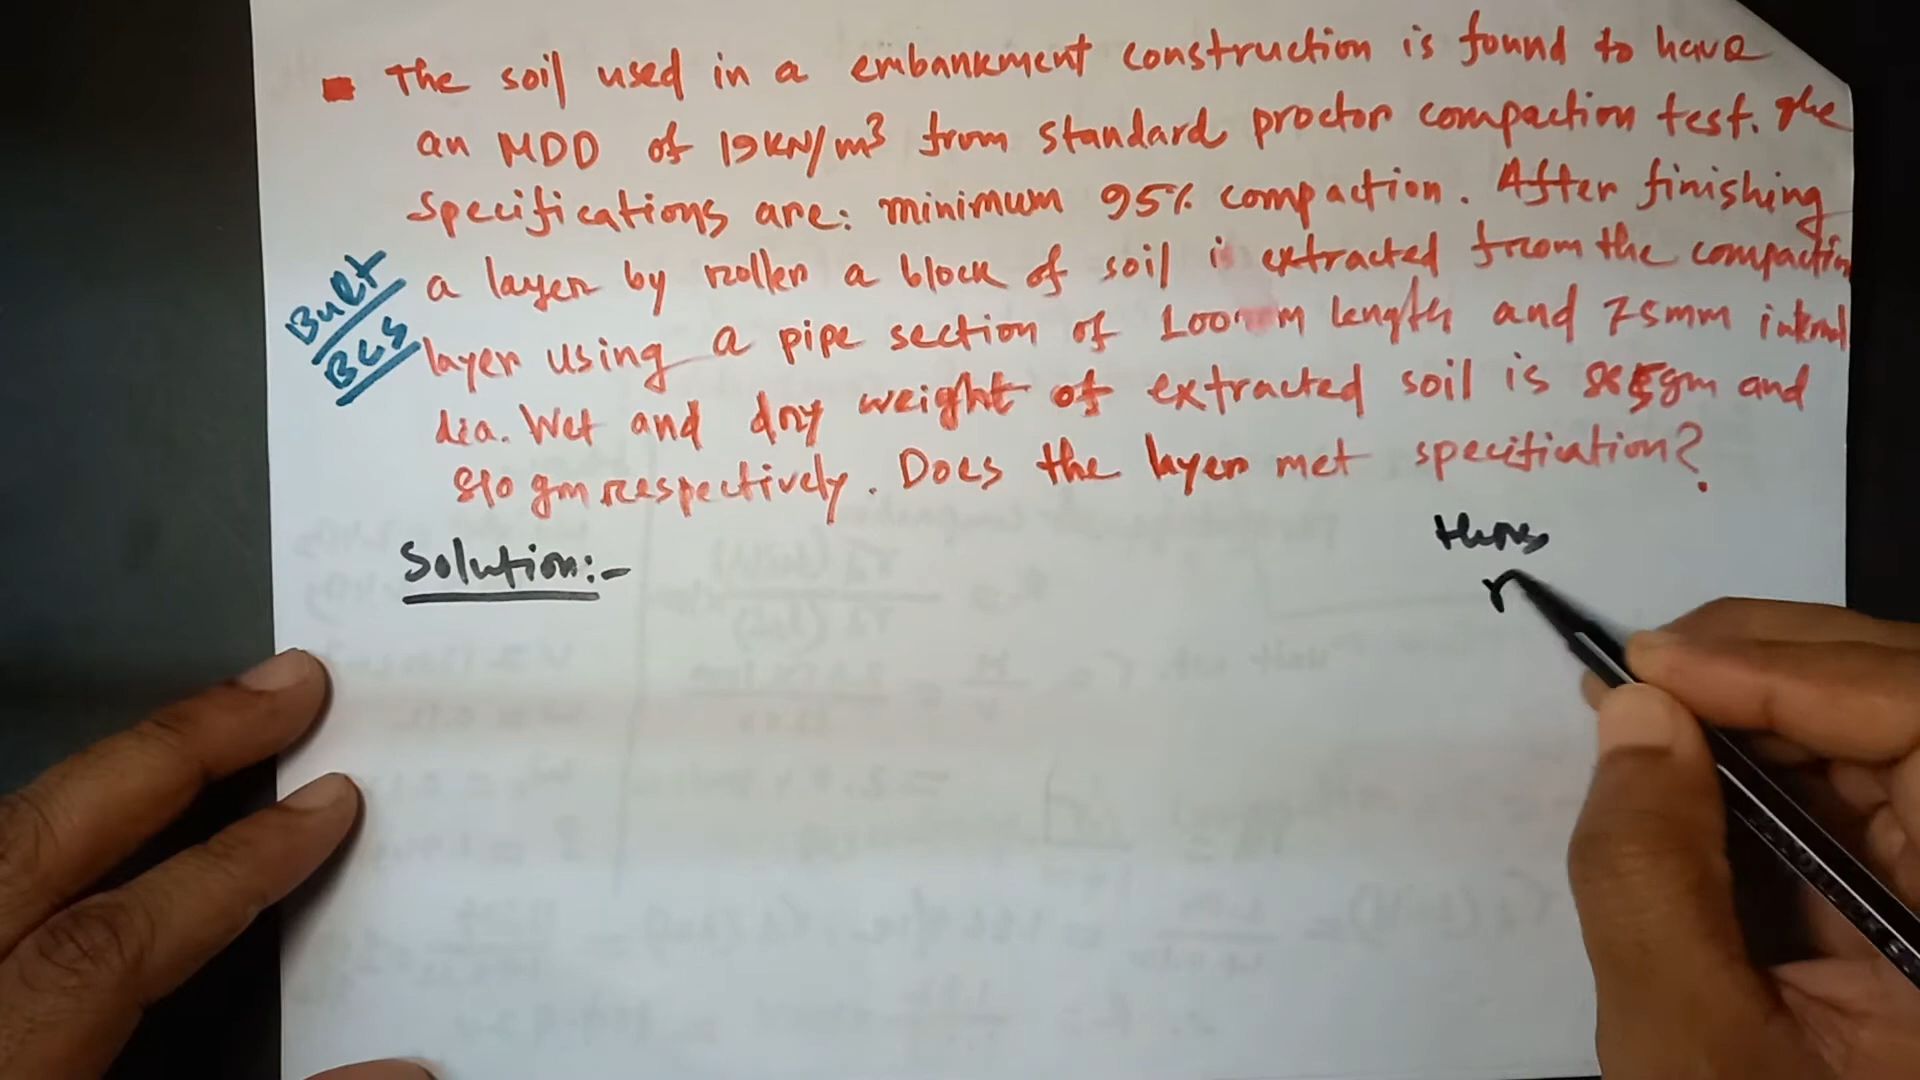 The soil used in a embankment construction is found to have
an MDD of 19KN/m³ from standard proctor compaction test. The
specifications are: minimum 95% compaction. After finishing
a layer by roller a block of soil is extracted from the compaction
layer using a pipe section of 100 m length and 75mm internal
dia. Wet and dry weight of extracted soil is gm and
810 gm respectively. Does the layer met specification?
Buet
BCS
Solution:-